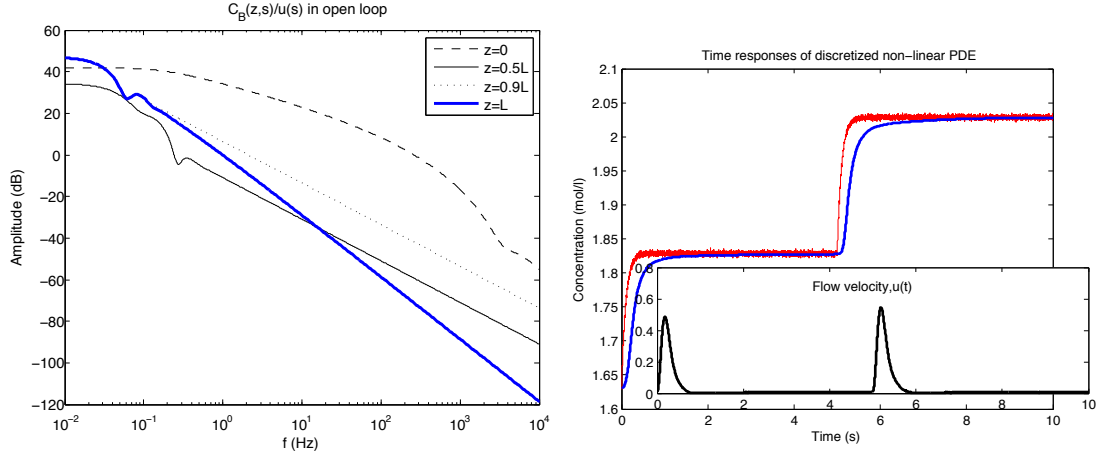 C_B(z,s)/u(s) in open loop
60
40
20
0
−20
−40
−60
−80
−100
−120
Amplitude (dB)
z=0
z=0.5L
z=0.9L
z=L
10^−2
10^−1
10^0
10^1
10^2
10^3
10^4
f (Hz)
Time responses of discretized non−linear PDE
2.1
2.05
2
1.95
1.9
1.85
1.8
1.75
1.7
1.65
1.6
Concentration (mol/l)
Flow velocity,u(t)
0.8
0.6
0.4
0.2
0
0 2 4 6 8 10
0 2 4 6 8 10
Time (s)